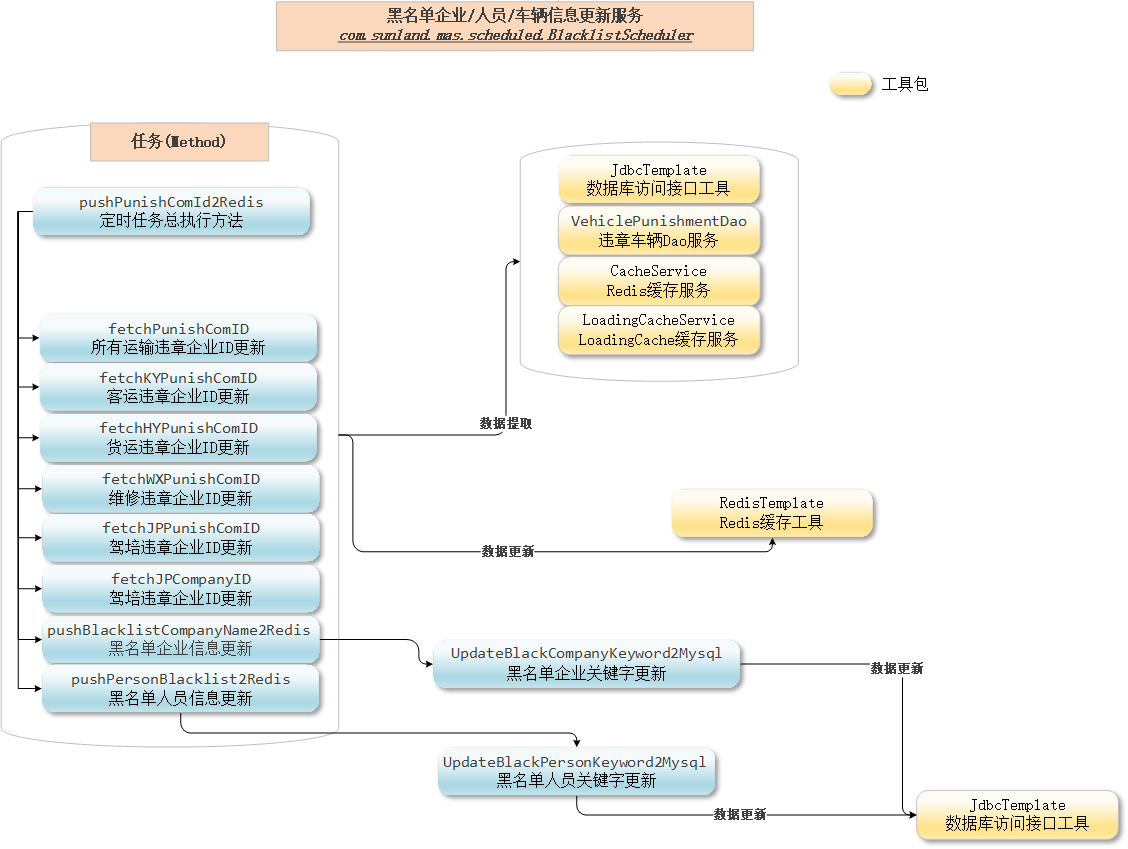 黑名单企业/人员/车辆信息更新服务
com.sunland.mas.scheduled.BlacklistScheduler
工具包
任务(Method)
pushPunishComId2Redis
定时任务总执行方法
fetchPunishComID
所有运输违章企业ID更新
fetchKYPunishComID
客运违章企业ID更新
fetchHYPunishComID
货运违章企业ID更新
fetchWXPunishComID
维修违章企业ID更新
fetchJPPunishComID
驾培违章企业ID更新
fetchJPCompanyID
驾培违章企业ID更新
pushBlacklistCompanyName2Redis
黑名单企业信息更新
pushPersonBlacklist2Redis
黑名单人员信息更新
JdbcTemplate
数据库访问接口工具
VehiclePunishmentDao
违章车辆Dao服务
CacheService
Redis缓存服务
LoadingCacheService
LoadingCache缓存服务
数据提取
RedisTemplate
Redis缓存工具
数据更新
UpdateBlackCompanyKeyword2Mysql
黑名单企业关键字更新
数据更新
UpdateBlackPersonKeyword2Mysql
黑名单人员关键字更新
数据更新
JdbcTemplate
数据库访问接口工具